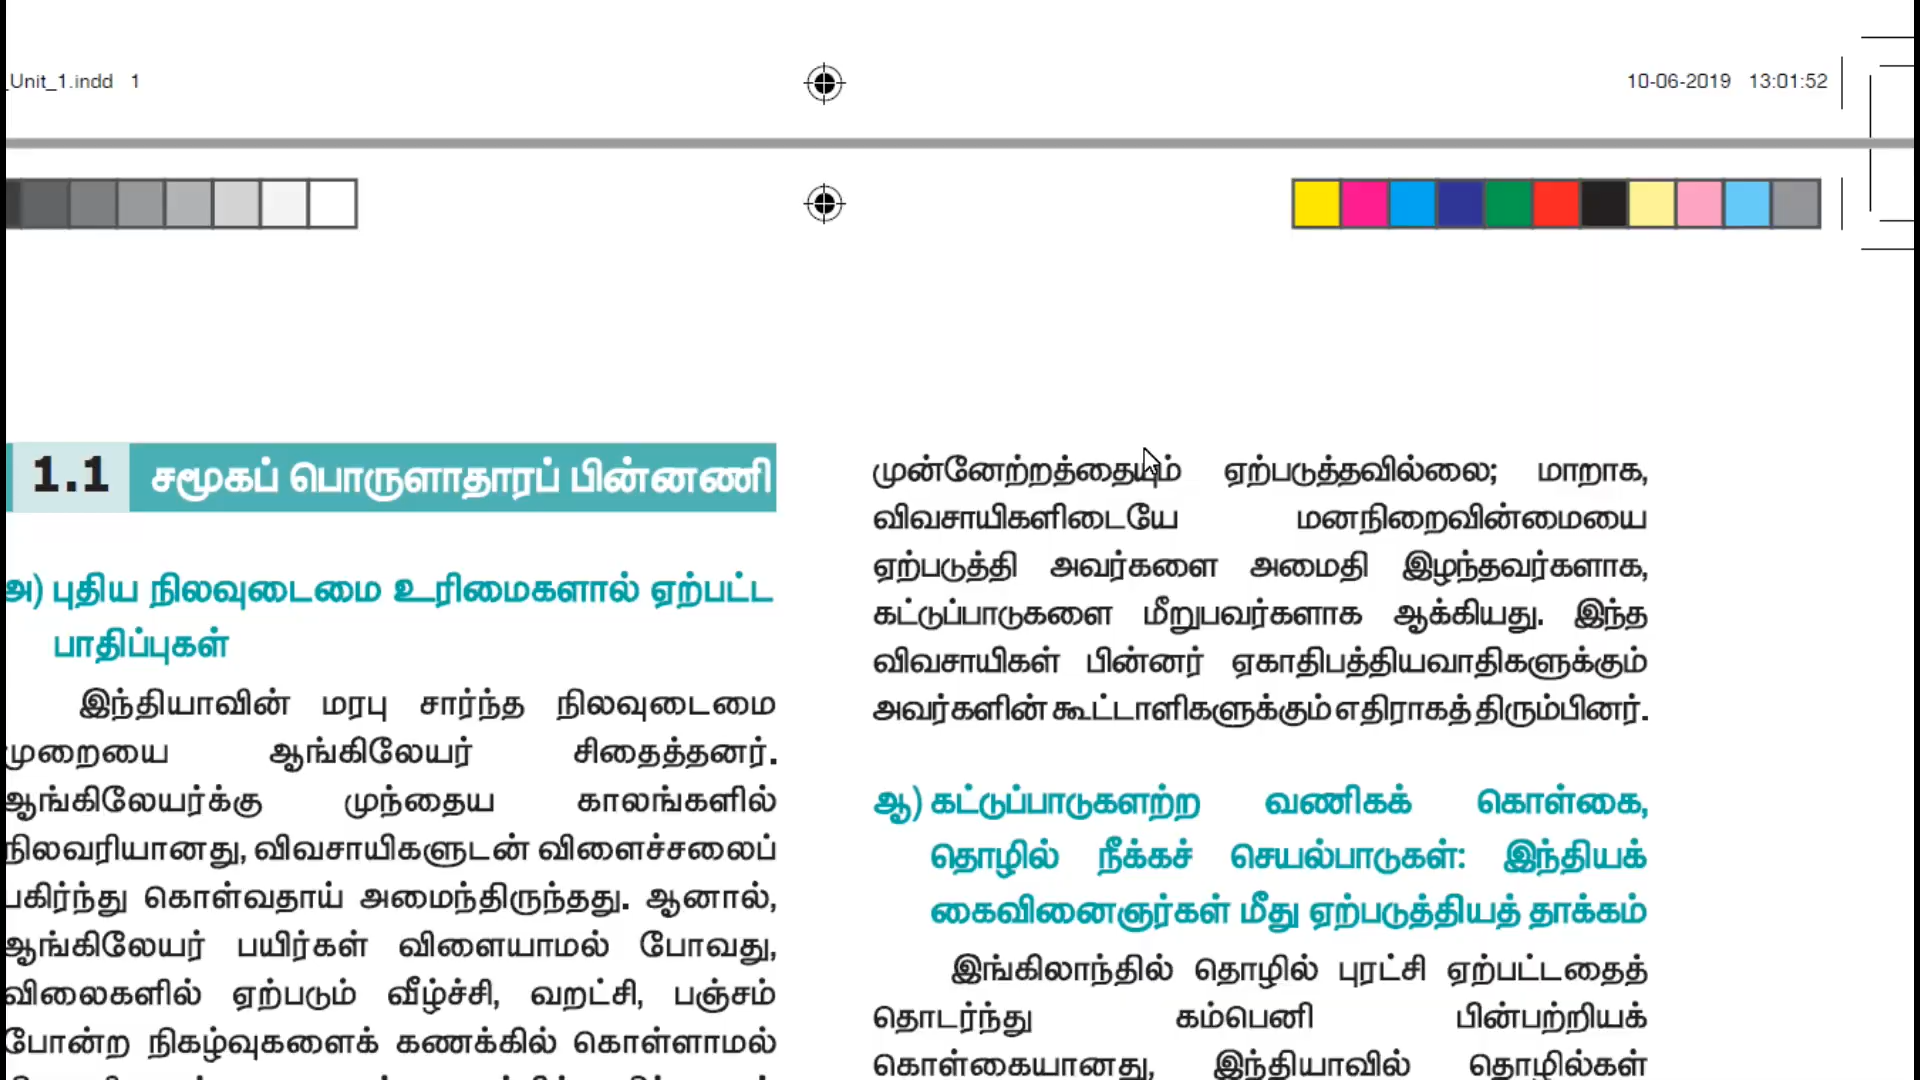 _Unit_1.indd 1
10-06-2019 13:01:52
1.1 சமூகப் பொருளாதாரப் பின்னணி
அ) புதிய நிலவுடைமை உரிமைகளால் ஏற்பட்ட
பாதிப்புகள்
இந்தியாவின் மரபு சார்ந்த நிலவுடைமை
முறையை ஆங்கிலேயர் சிதைத்தனர்.
ஆங்கிலேயர்க்கு முந்தைய காலங்களில்
நிலவரியானது, விவசாயிகளுடன் விளைச்சலைப்
பகிர்ந்து கொள்வதாய் அமைந்திருந்தது. ஆனால்,
ஆங்கிலேயர் பயிர்கள் விளையாமல் போவது,
விலைகளில் ஏற்படும் வீழ்ச்சி, வறட்சி, பஞ்சம்
போன்ற நிகழ்வுகளைக் கணக்கில் கொள்ளாமல்
முன்னேற்றத்தையும் ஏற்படுத்தவில்லை; மாறாக,
விவசாயிகளிடையே மனநிறைவின்மையை
ஏற்படுத்தி அவர்களை அமைதி இழந்தவர்களாக,
கட்டுப்பாடுகளை மீறுபவர்களாக ஆக்கியது. இந்த
விவசாயிகள் பின்னர் ஏகாதிபத்தியவாதிகளுக்கும்
அவர்களின் கூட்டாளிகளுக்கும் எதிராகத் திரும்பினர்.
ஆ) கட்டுப்பாடுகளற்ற வணிகக் கொள்கை,
தொழில் நீக்கச் செயல்பாடுகள்: இந்தியக்
கைவினைஞர்கள் மீது ஏற்படுத்தியத் தாக்கம்
இங்கிலாந்தில் தொழில் புரட்சி ஏற்பட்டதைத்
தொடர்ந்து கம்பெனி பின்பற்றியக்
கொள்கையானது, இந்தியாவில் தொழில்கள்